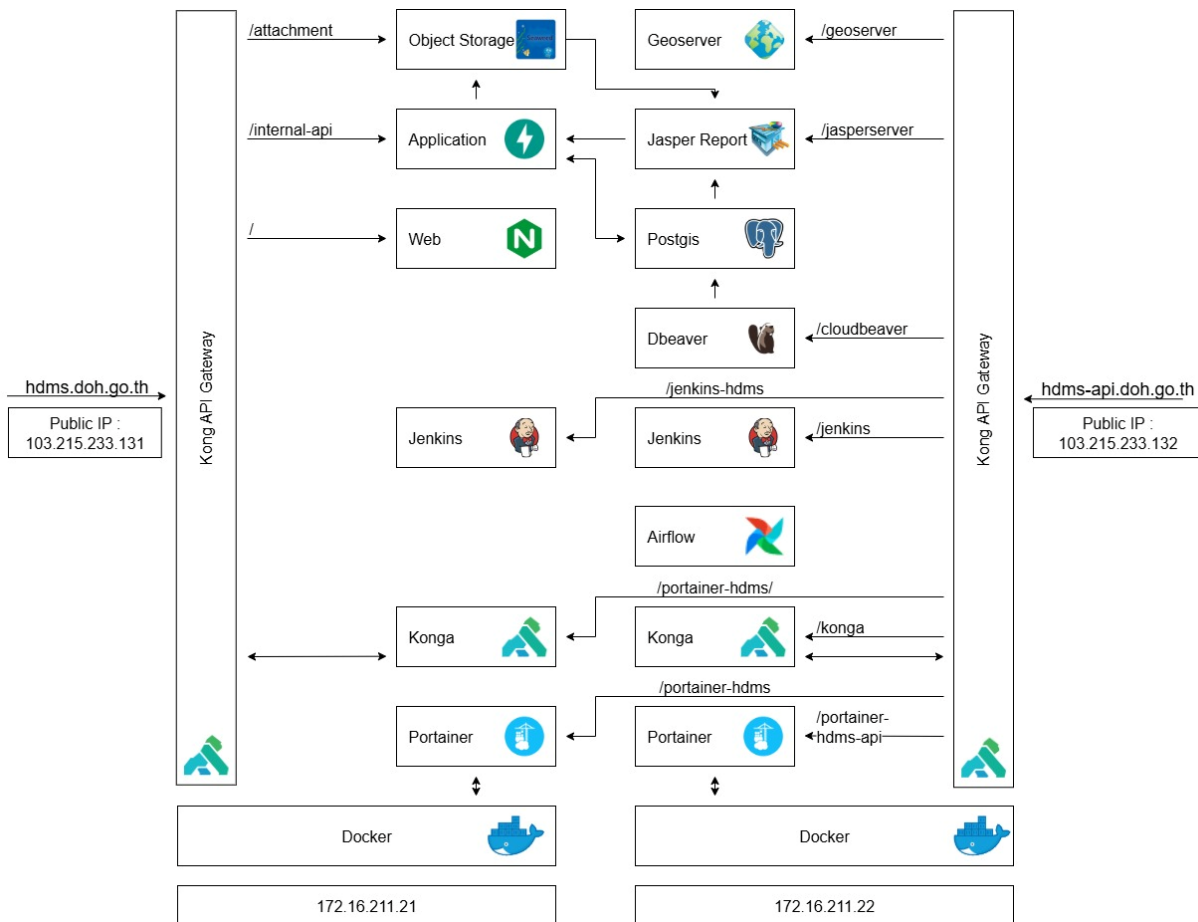 /attachment
Object Storage
Geoserver
/geoserver
/internal-api
Application
Jasper Report
/jasperserver
/
Web
Postgis
Dbeaver
/cloudbeaver
Kong API Gateway
Kong API Gateway
hdms.doh.go.th
Public IP :
103.215.233.131
hdms-api.doh.go.th
Public IP :
103.215.233.132
/jenkins-hdms
Jenkins
Jenkins
/jenkins
Airflow
/portainer-hdms/
Konga
Konga
/konga
/portainer-hdms
Portainer
Portainer
/portainer-
hdms-api
Docker
Docker
172.16.211.21
172.16.211.22